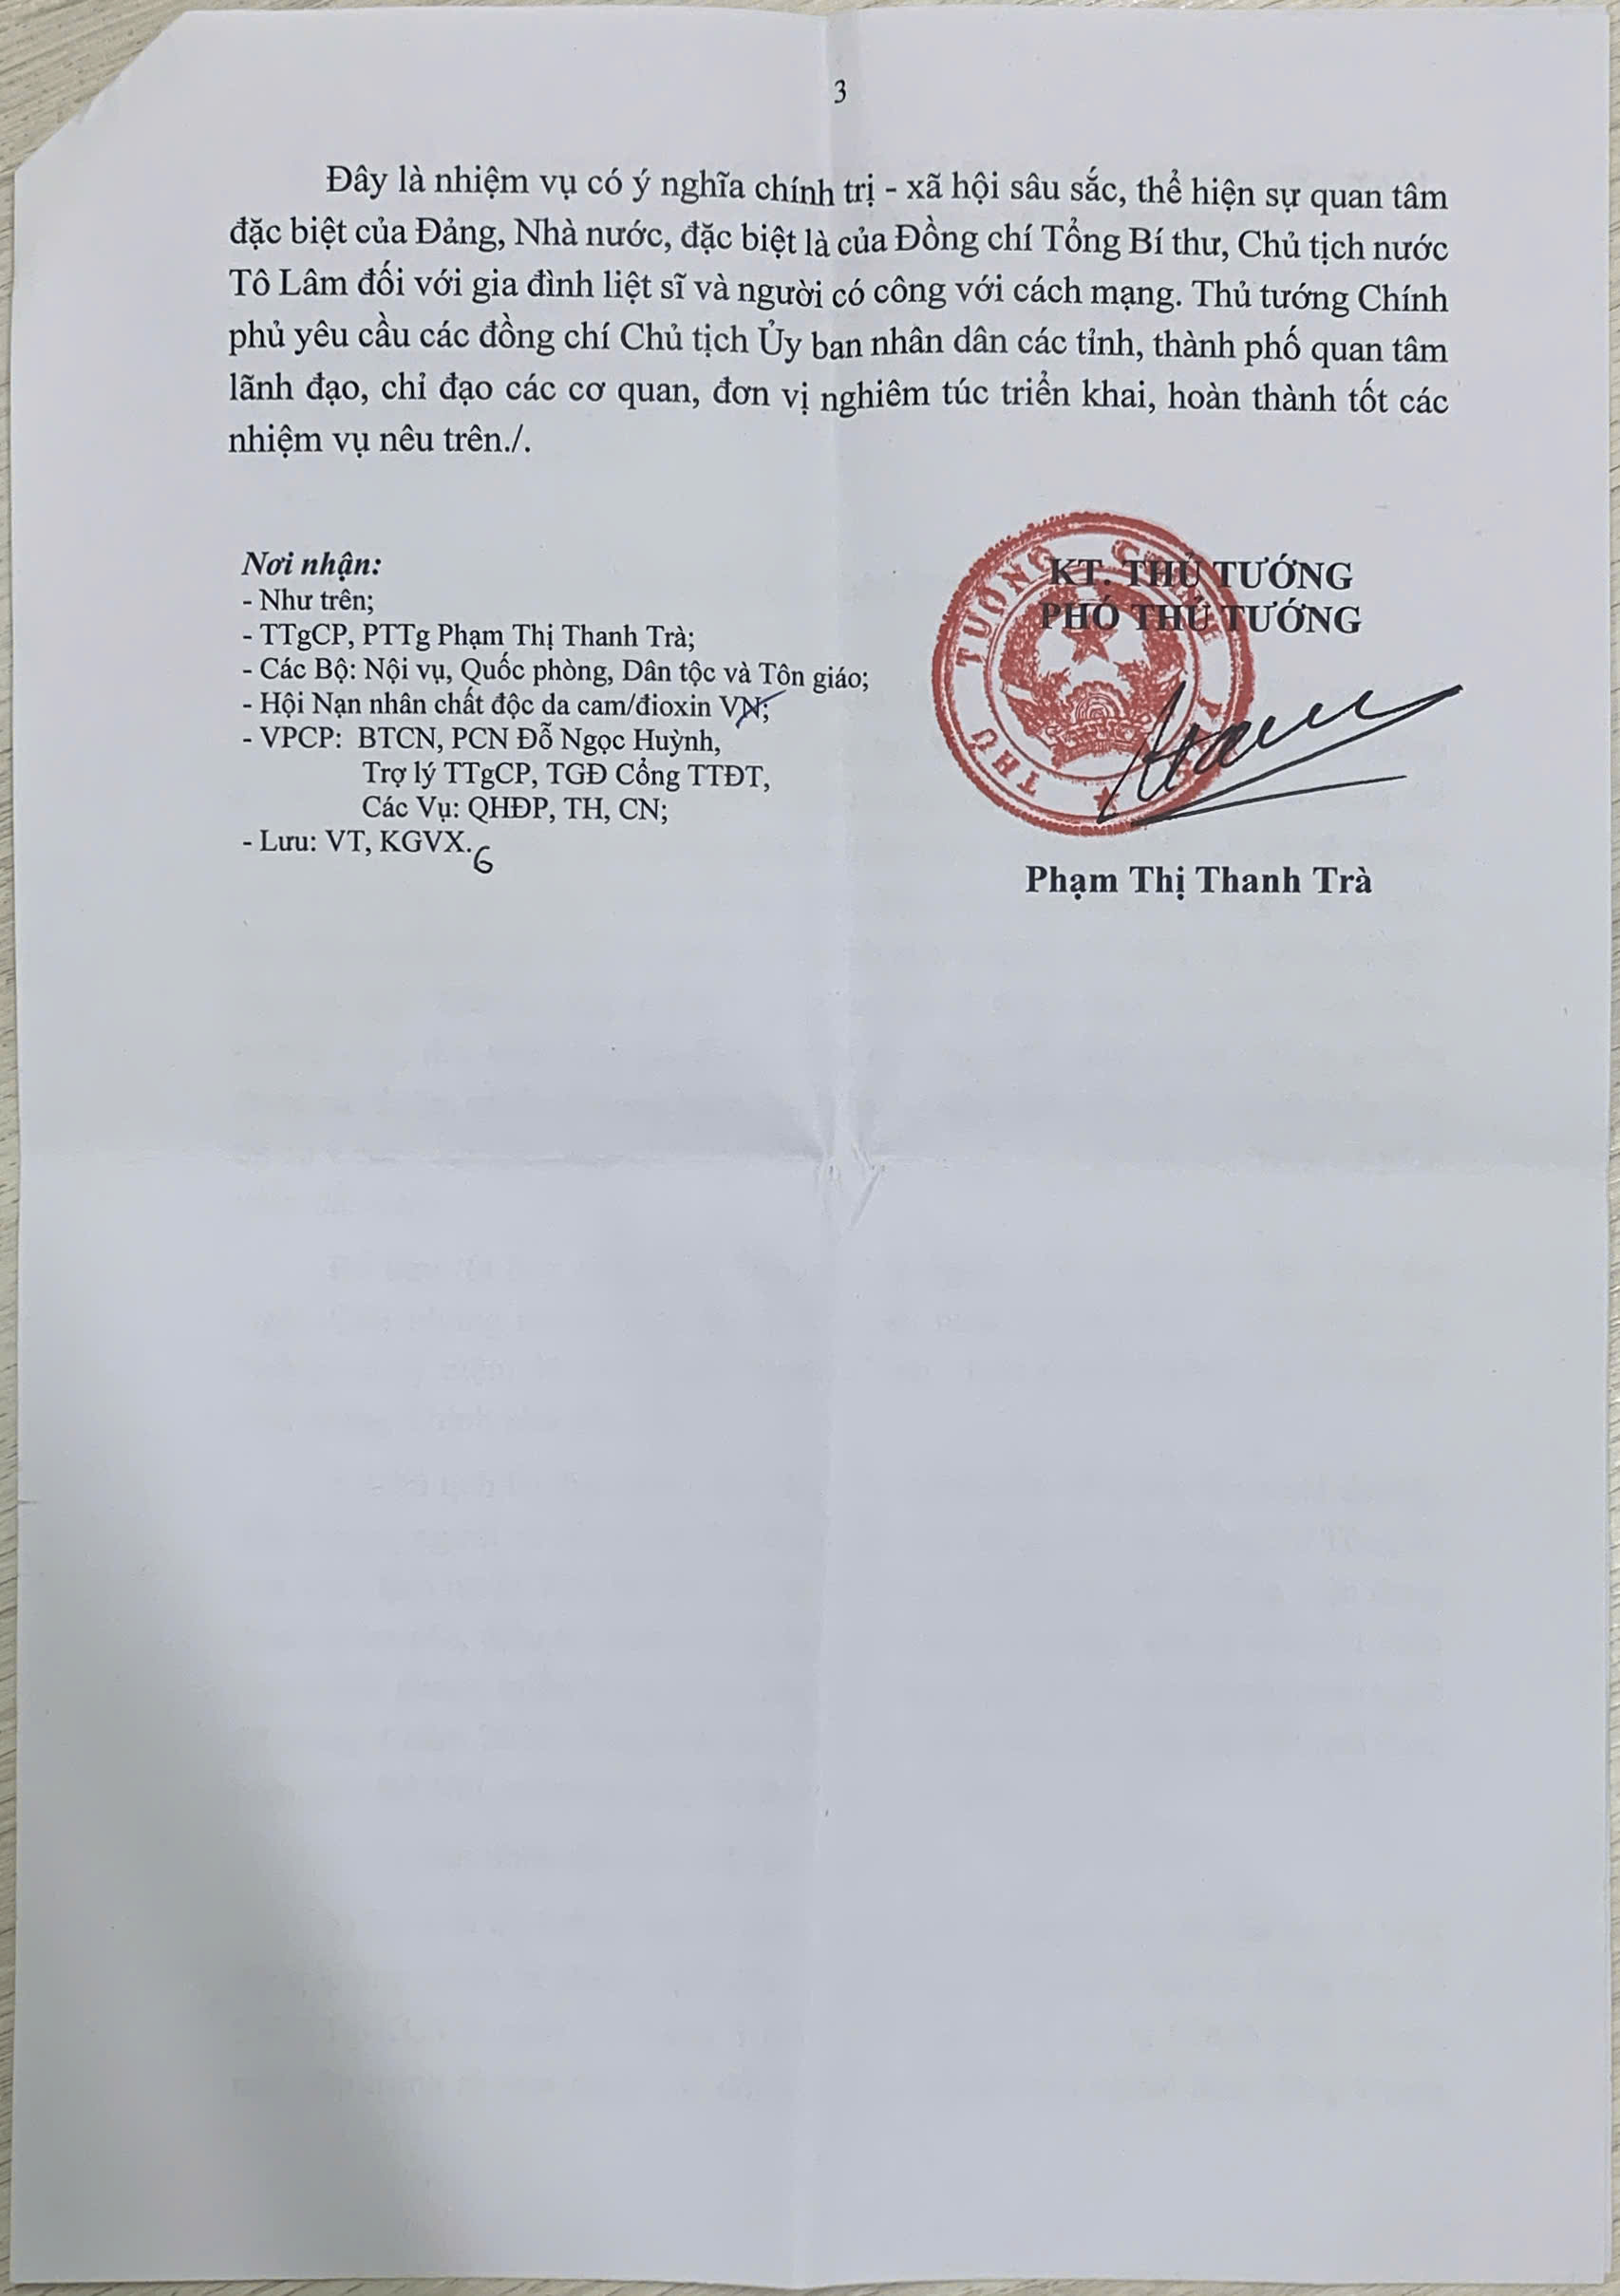 3
Đây là nhiệm vụ có ý nghĩa chính trị - xã hội sâu sắc, thể hiện sự quan tâm
đặc biệt của Đảng, Nhà nước, đặc biệt là của Đồng chí Tổng Bí thư, Chủ tịch nước
Tô Lâm đối với gia đình liệt sĩ và người có công với cách mạng. Thủ tướng Chính
phủ yêu cầu các đồng chí Chủ tịch Ủy ban nhân dân các tỉnh, thành phố quan tâm
lãnh đạo, chỉ đạo các cơ quan, đơn vị nghiêm túc triển khai, hoàn thành tốt các
nhiệm vụ nêu trên./.
Nơi nhận:
- Như trên;
- TTgCP, PTTg Phạm Thị Thanh Trà;
- Các Bộ: Nội vụ, Quốc phòng, Dân tộc và Tôn giáo;
- Hội Nạn nhân chất độc da cam/đioxin VN;
- VPCP: BTCN, PCN Đỗ Ngọc Huỳnh,
Trợ lý TTgCP, TGĐ Cổng TTĐT,
Các Vụ: QHĐP, TH, CN;
- Lưu: VT, KGVX. 6
KT. THỦ TƯỚNG
PHÓ THỦ TƯỚNG
THỦ TƯỚNG CHÍNH PHỦ
Phạm Thị Thanh Trà